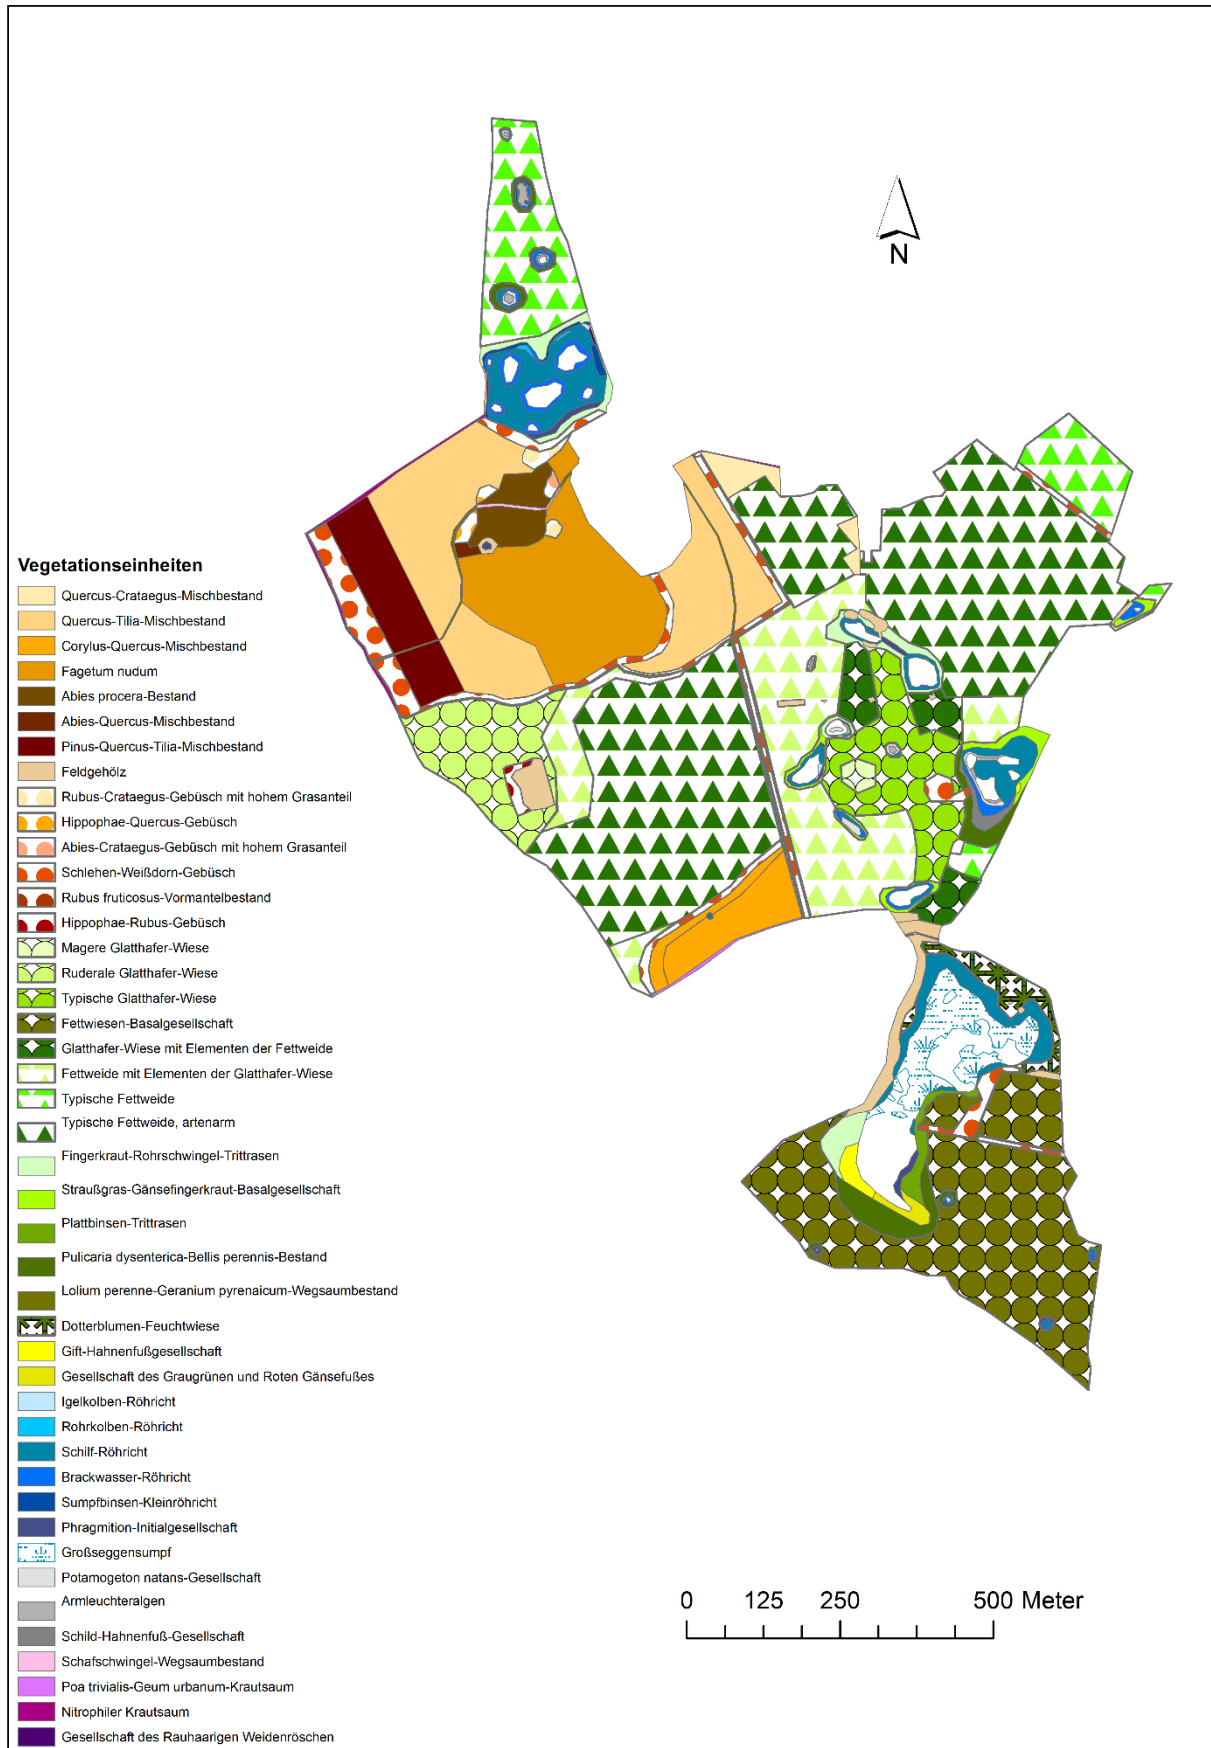 N
Vegetationseinheiten
Quercus-Crataegus-Mischbestand
Quercus-Tilia-Mischbestand
Corylus-Quercus-Mischbestand
Fagetum nudum
Abies procera-Bestand
Abies-Quercus-Mischbestand
Pinus-Quercus-Tilia-Mischbestand
Feldgehölz
Rubus-Crataegus-Gebüsch mit hohem Grasanteil
Hippophae-Quercus-Gebüsch
Abies-Crataegus-Gebüsch mit hohem Grasanteil
Schlehen-Weißdorn-Gebüsch
Rubus fruticosus-Vormantelbestand
Hippophae-Rubus-Gebüsch
Magere Glatthafer-Wiese
Ruderale Glatthafer-Wiese
Typische Glatthafer-Wiese
Fettwiesen-Basalgesellschaft
Glatthafer-Wiese mit Elementen der Fettweide
Fettweide mit Elementen der Glatthafer-Wiese
Typische Fettweide
Typische Fettweide, artenarm
Fingerkraut-Rohrschwingel-Trittrasen
Straußgras-Gänsefingerkraut-Basalgesellschaft
Plattbinsen-Trittrasen
Pulicaria dysenterica-Bellis perennis-Bestand
Lolium perenne-Geranium pyrenaicum-Wegsaumbestand
Dotterblumen-Feuchtwiese
Gift-Hahnenfußgesellschaft
Gesellschaft des Graugrünen und Roten Gänsefußes
Igelkolben-Röhricht
Rohrkolben-Röhricht
Schilf-Röhricht
Brackwasser-Röhricht
Sumpfbinsen-Kleinröhricht
Phragmition-Initialgesellschaft
Großseggensumpf
Potamogeton natans-Gesellschaft
Armleuchteralgen
Schild-Hahnenfuß-Gesellschaft
Schafschwingel-Wegsaumbestand
Poa trivialis-Geum urbanum-Krautsaum
Nitrophiler Krautsaum
Gesellschaft des Rauhaarigen Weidenröschen
0 125 250 500 Meter